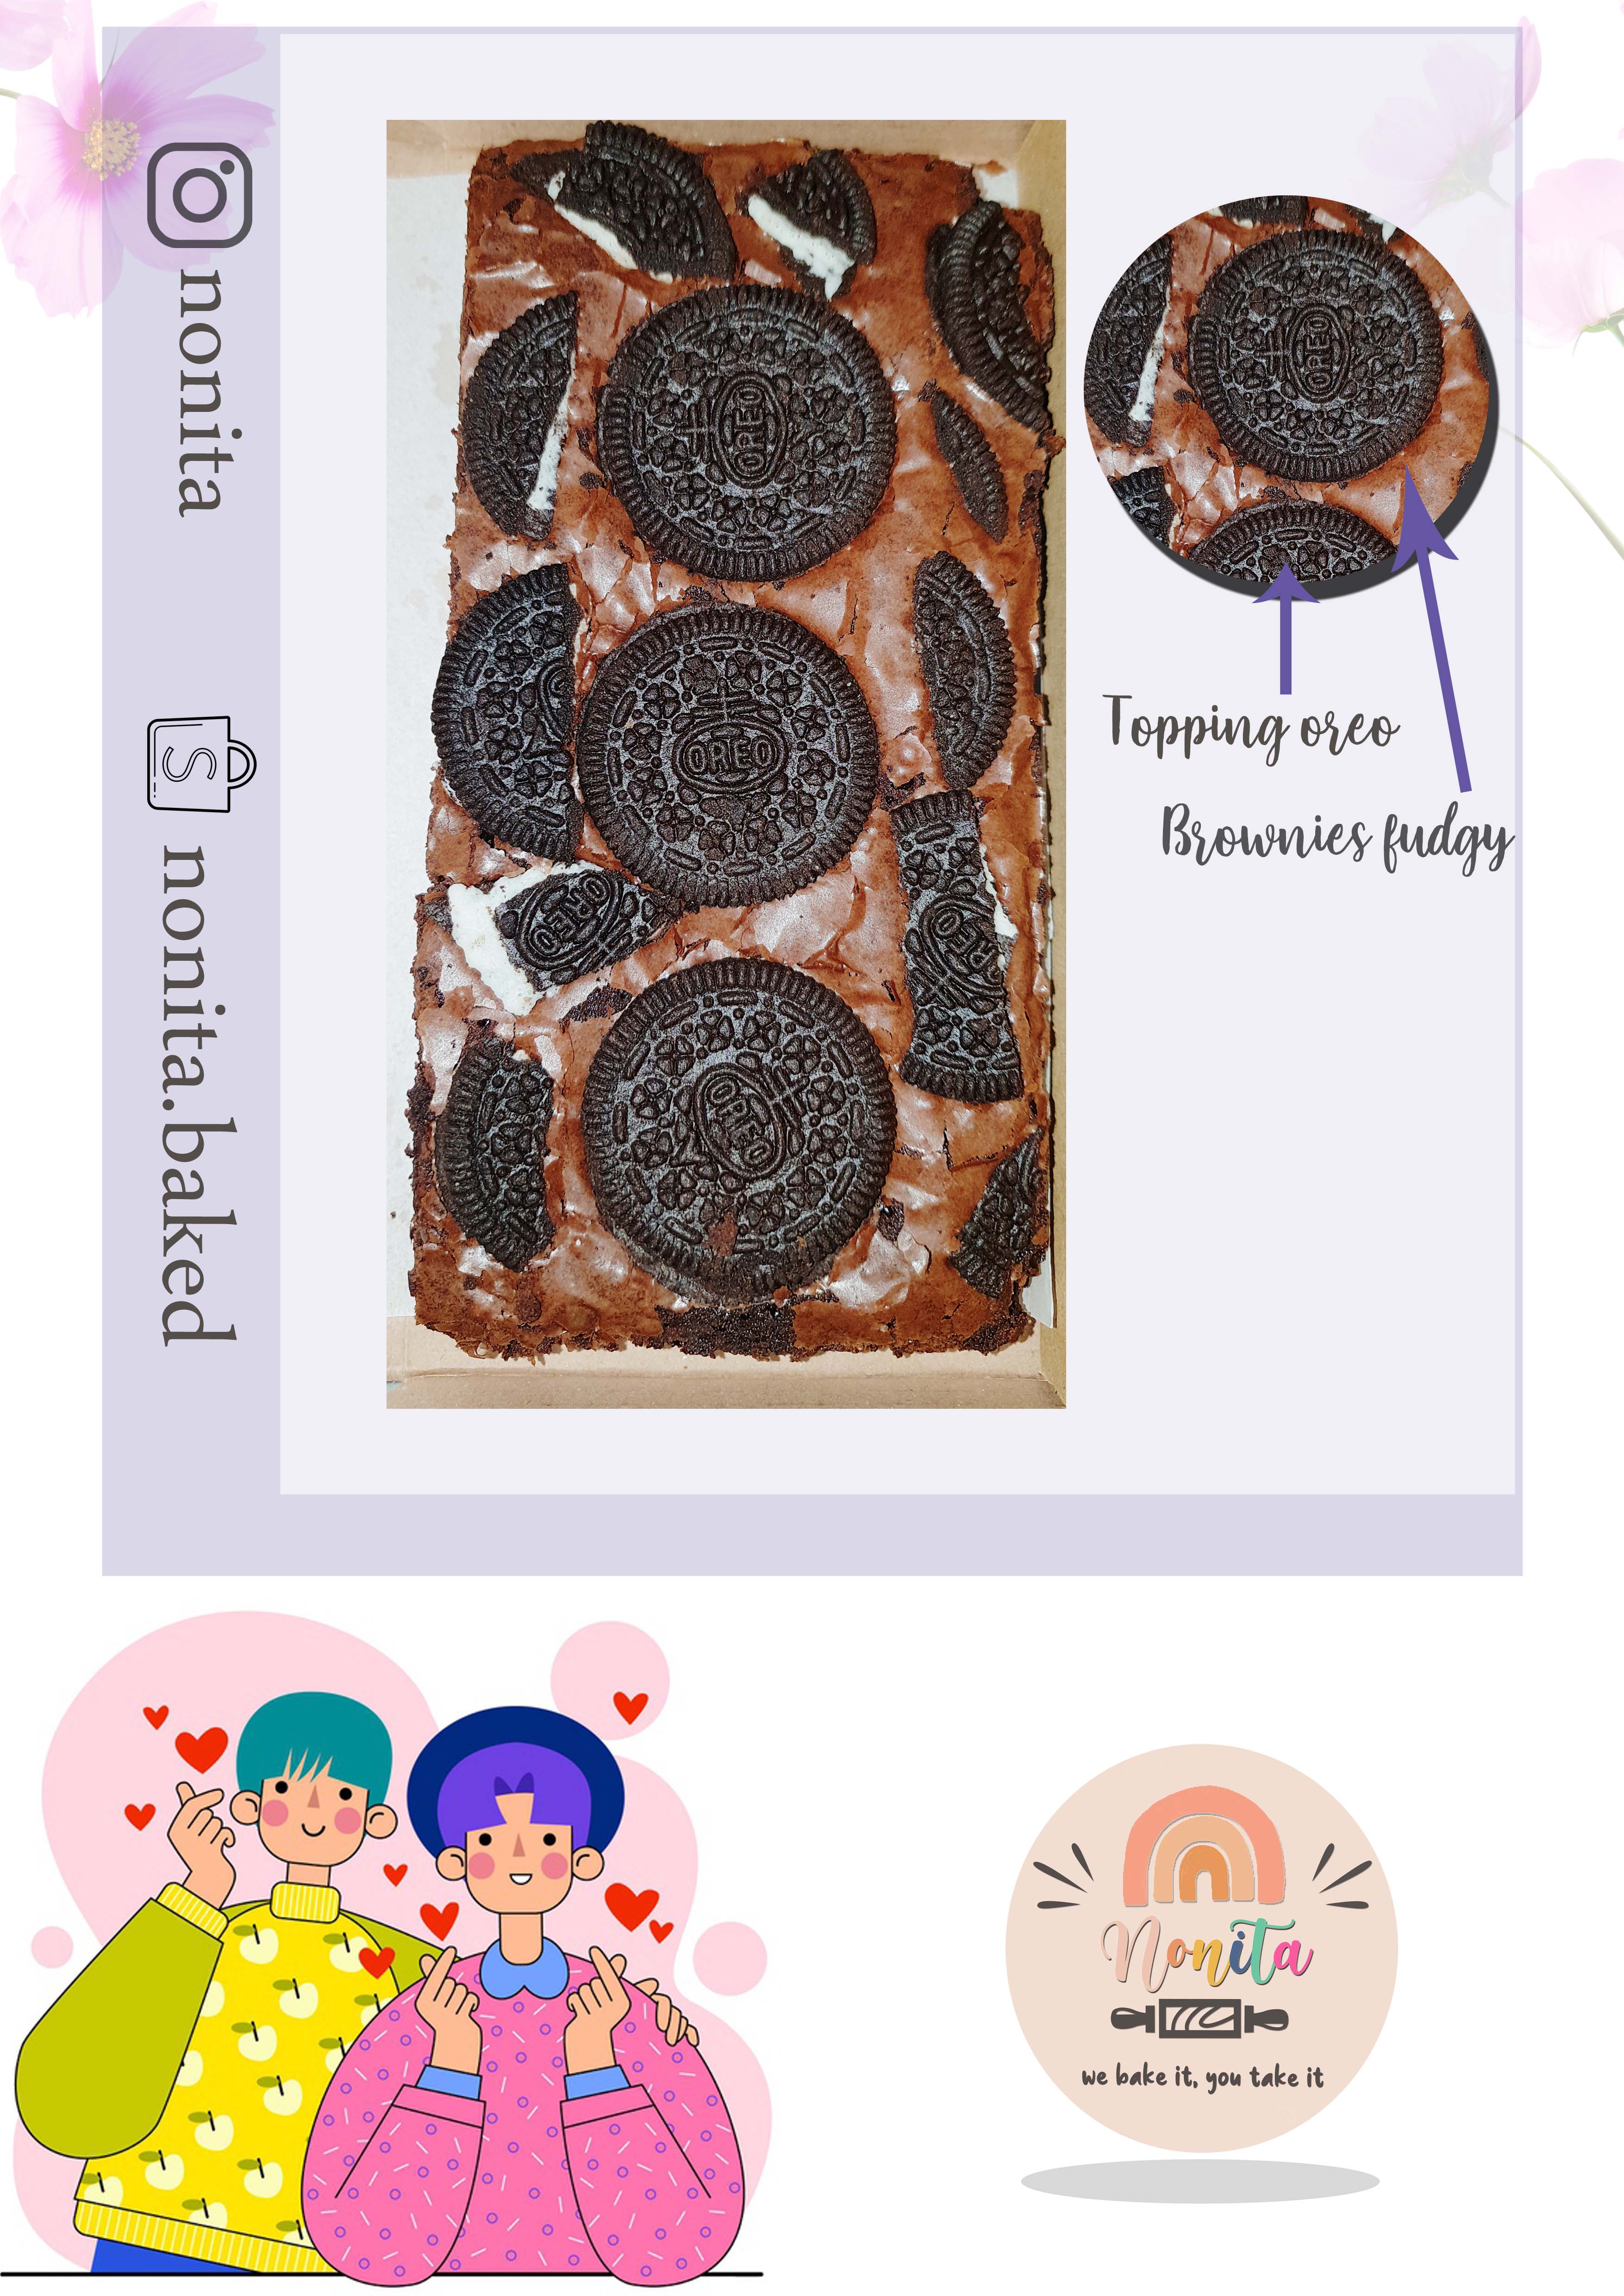 nonita
nonita.baked
OREO
OREO
OREO
OREO
OREO
OREO
Topping oreo
Brownies fudgy
Nonita
we bake it, you take it